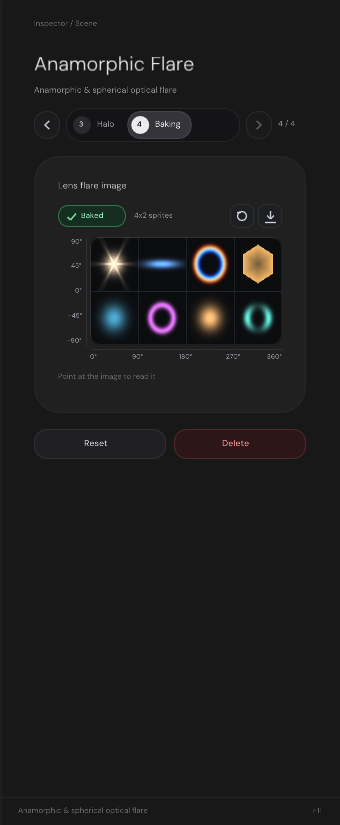 Inspector / Scene
Anamorphic Flare
Anamorphic & spherical optical flare
3 Halo 4 Baking 4 / 4
Lens flare image
Baked 4x2 sprites
90°
45°
0°
-45°
-90°
0° 90° 180° 270° 360°
Point at the image to read it
Reset Delete
Anamorphic & spherical optical flare